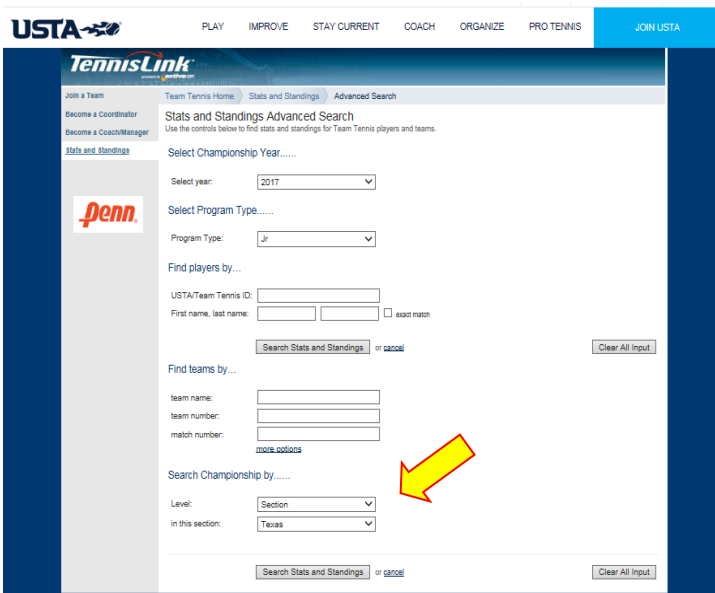 USTA PLAY IMPROVE STAY CURRENT COACH ORGANIZE PRO TENNIS JOIN USTA
TennisLink
active.com
Join a Team
Become a Coordinator
Become a Coach/Manager
Stats and Standings
Penn
Team Tennis Home Stats and Standings Advanced Search
Stats and Standings Advanced Search
Use the controls below to find stats and standings for Team Tennis players and teams.
Select Championship Year......
Select year: 2017
Select Program Type......
Program Type: Jr
Find players by...
USTA/Team Tennis ID:
First name, last name: exact match
Search Stats and Standings or cancel Clear All Input
Find teams by...
team name:
team number:
match number:
more options
Search Championship by......
Level: Section
in this section: Texas
Search Stats and Standings or cancel Clear All Input